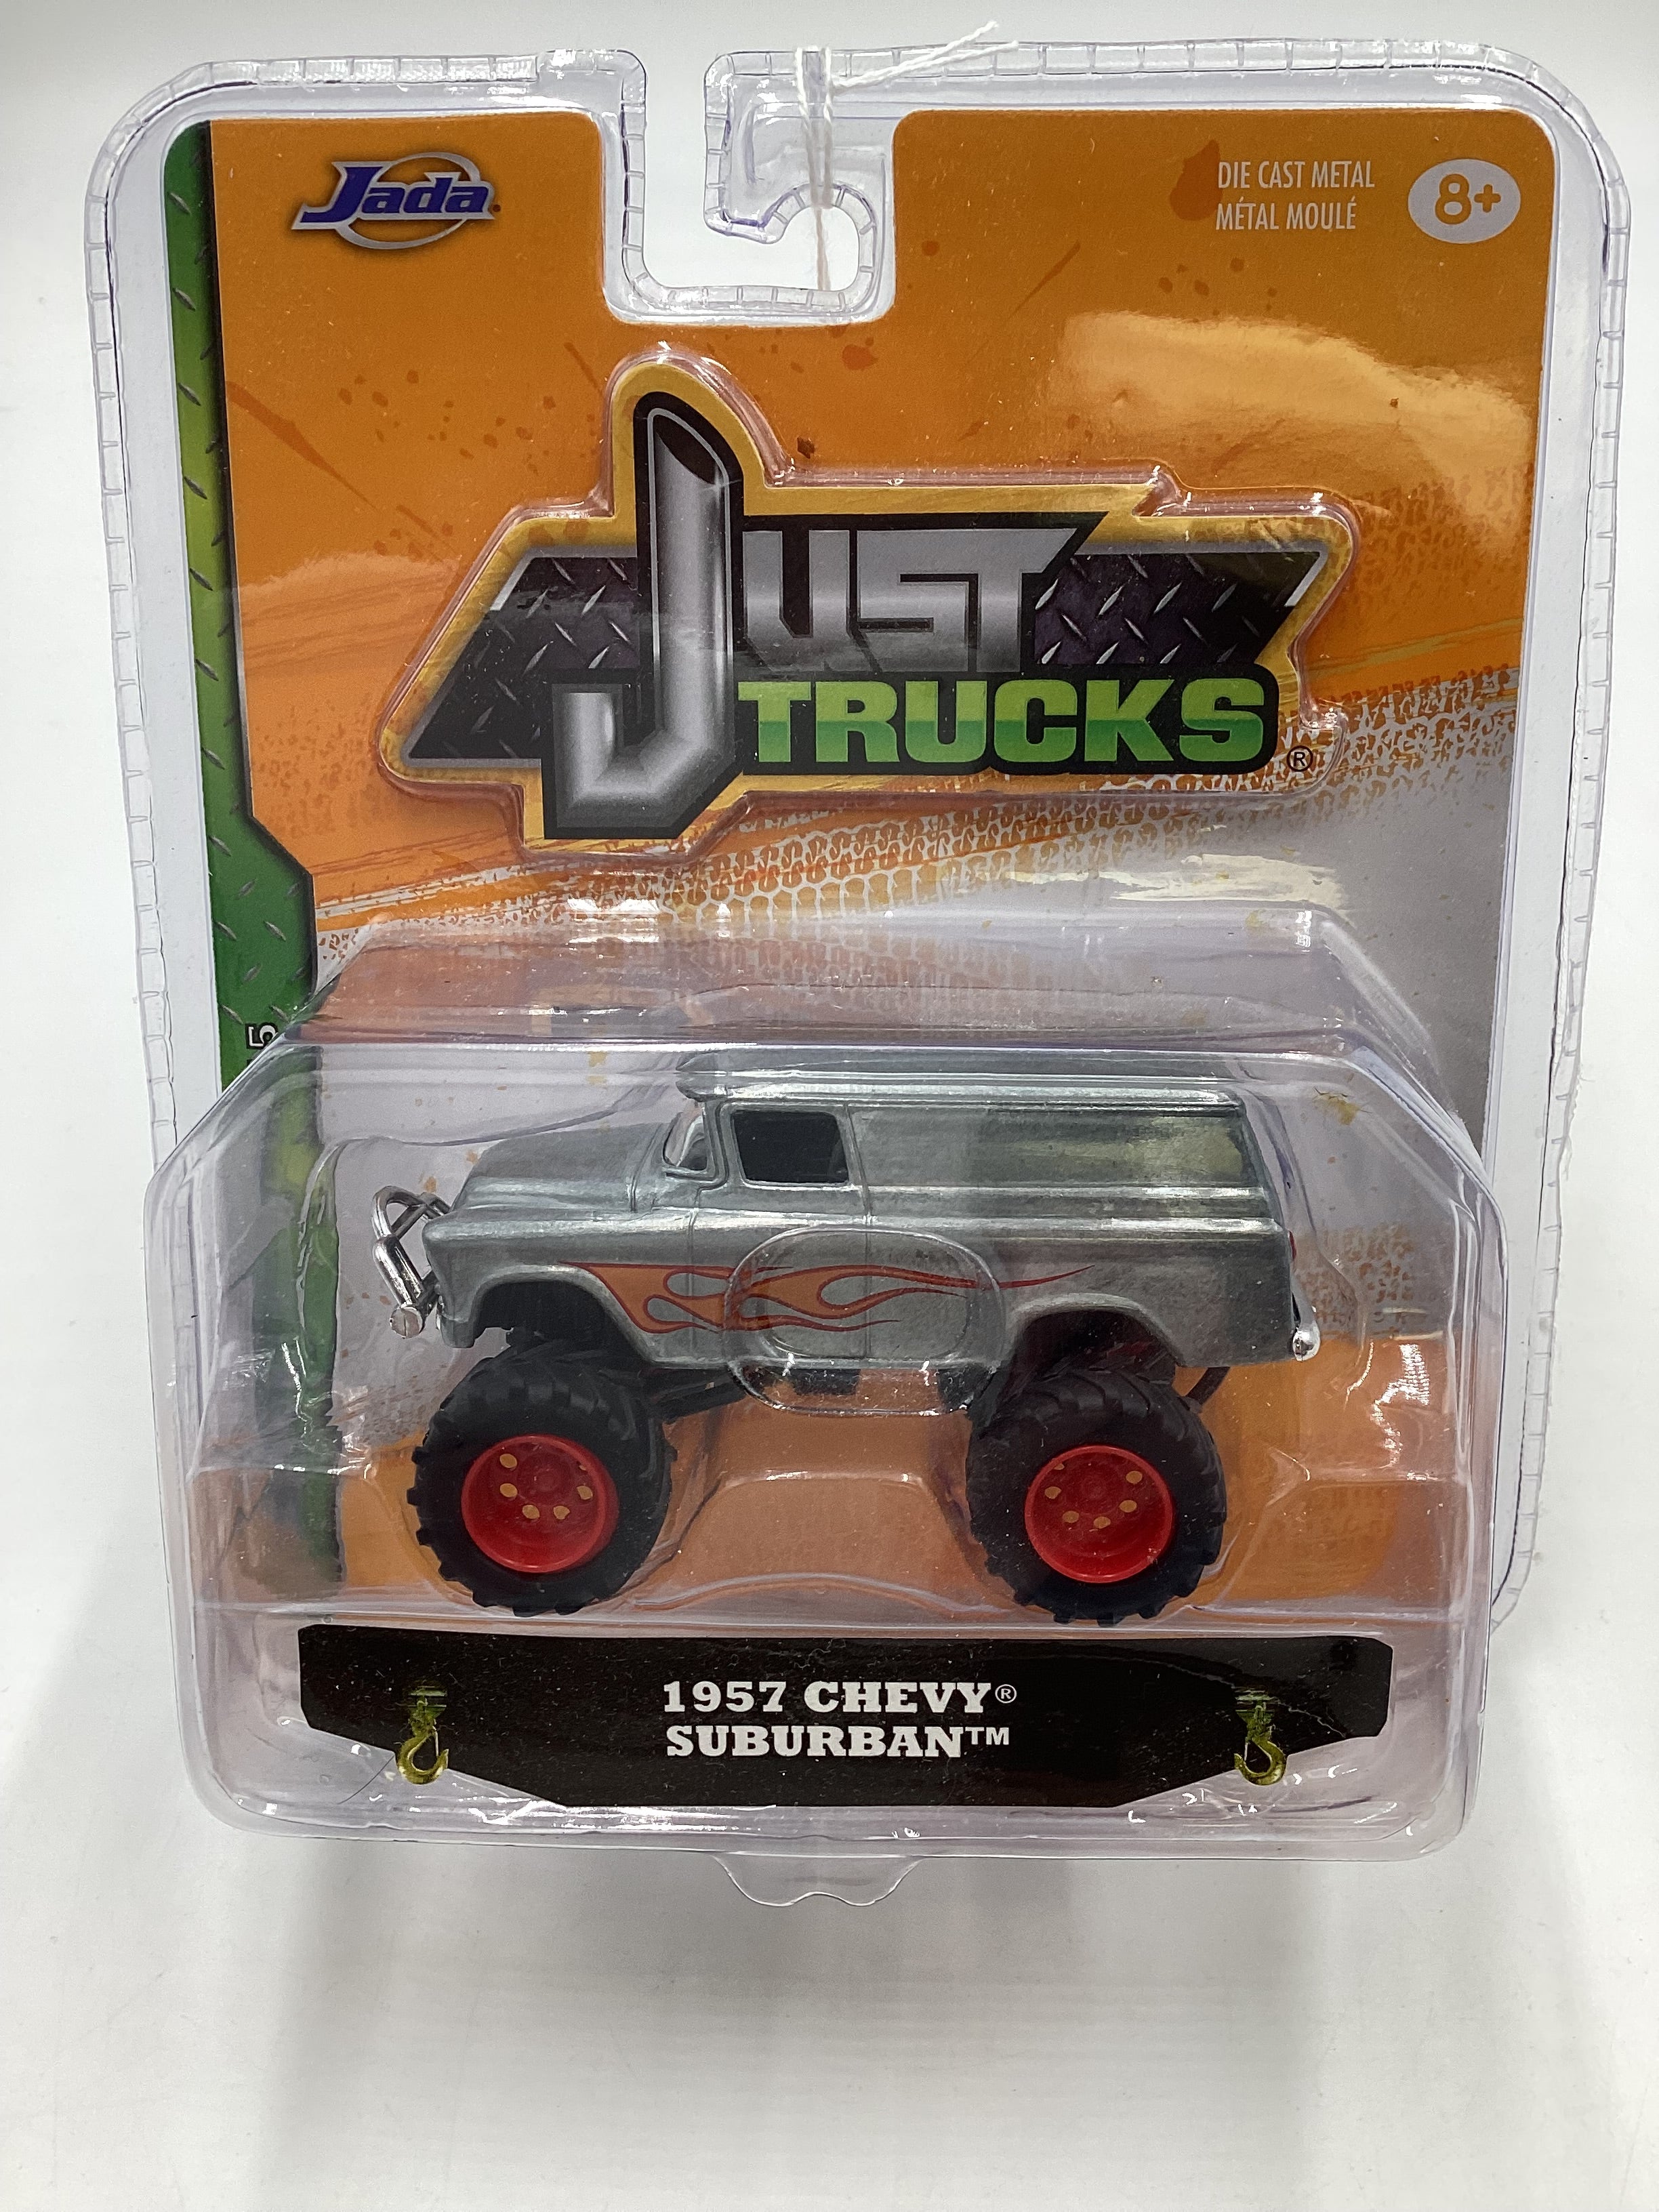 Jada
DIE CAST METAL
MÉTAL MOULÉ
8+
JUST
TRUCKS®
1957 CHEVY®
SUBURBAN™